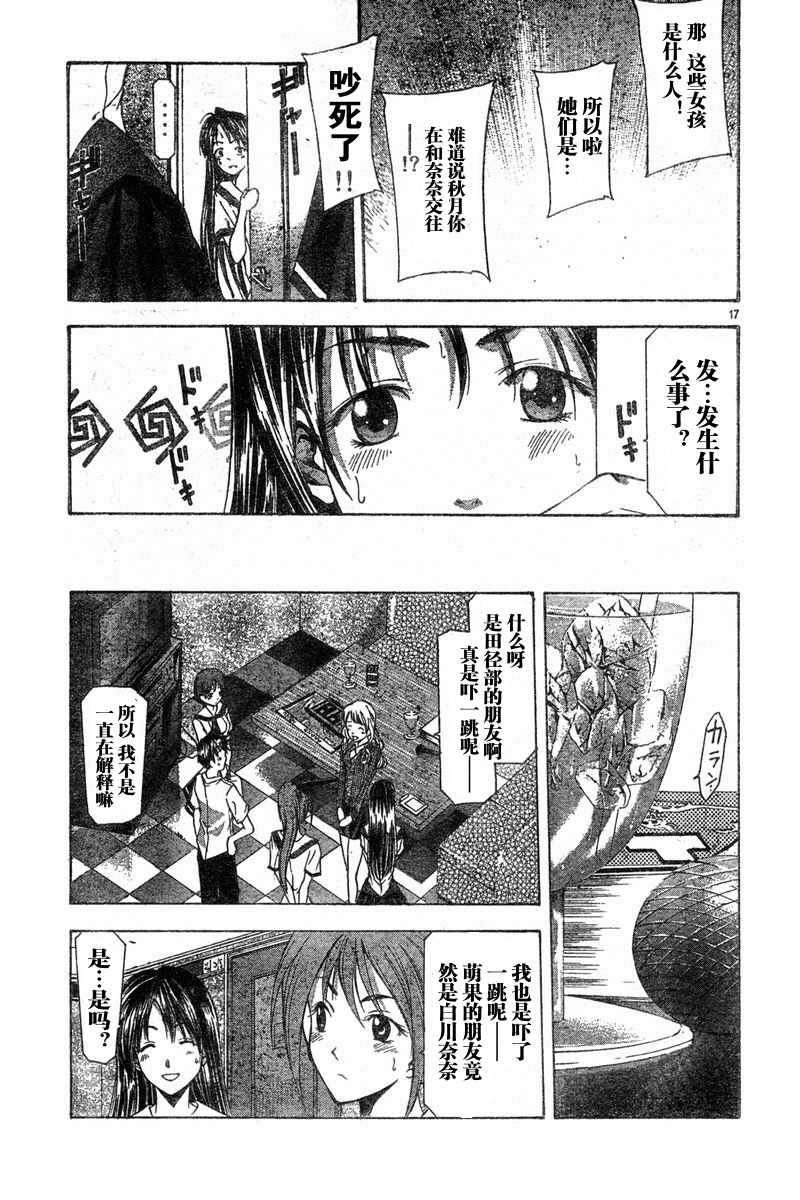 那 这些女孩
是什么人！
所以啦
她们是…
难道说秋月你
在和奈奈交往
——!?
吵死了
!!
……
17
发…发生什
么事了？
ドキ
ドキ
什么呀
是田径部的朋友啊
真是吓一跳呢——
所以 我不是
一直在解释嘛
カラン
我也是吓了
一跳呢——
萌果的朋友竟
然是白川奈奈
是…是吗？